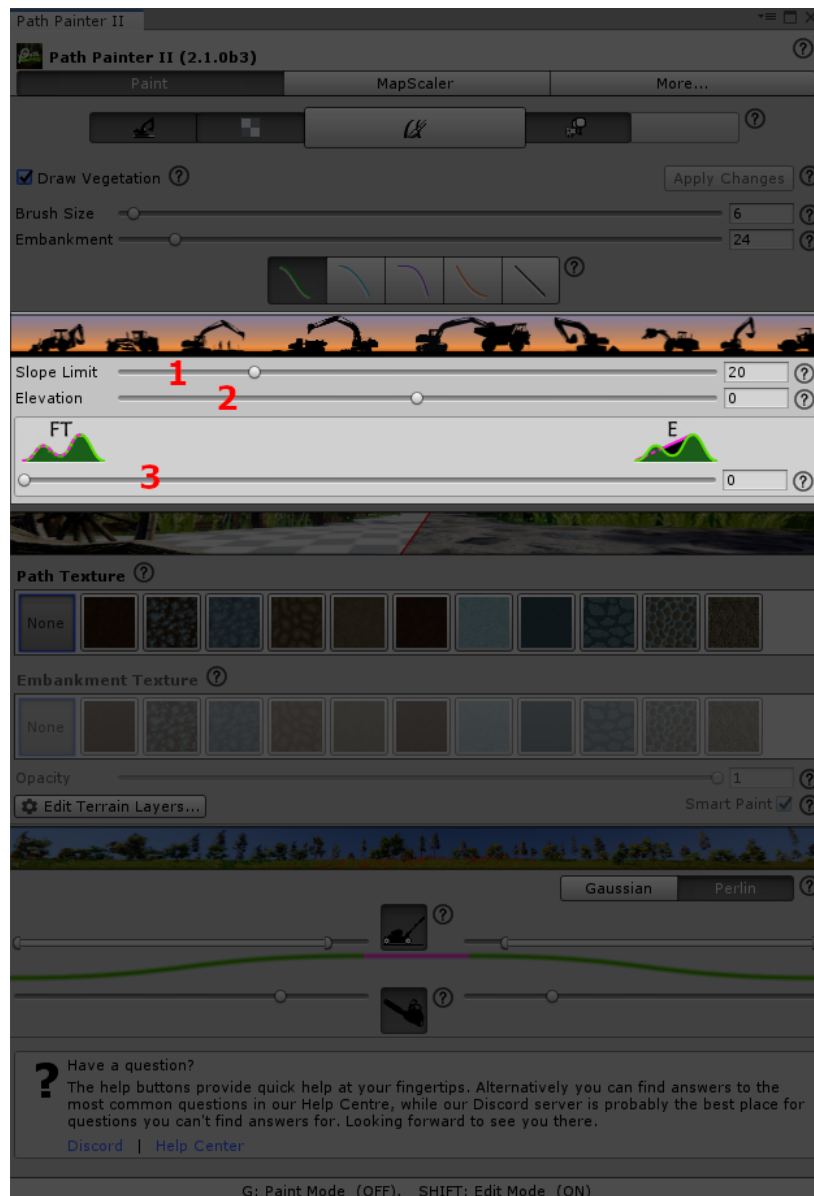 Path Painter II
Path Painter II (2.1.0b3)
Paint MapScaler More...
Draw Vegetation ? Apply Changes ?
Brush Size 6 ?
Embankment 24 ?
?
Slope Limit 1 20 ?
Elevation 2 0 ?
FT E
3 0 ?
Path Texture ?
None
Embankment Texture ?
None
Opacity 1 ?
Edit Terrain Layers... Smart Paint ?
Gaussian Perlin ?
?
?
? Have a question?
The help buttons provide quick help at your fingertips. Alternatively you can find answers to the
most common questions in our Help Centre, while our Discord server is probably the best place for
questions you can't find answers for. Looking forward to see you there.
Discord | Help Center
G: Paint Mode (OFF), SHIFT: Edit Mode (ON)